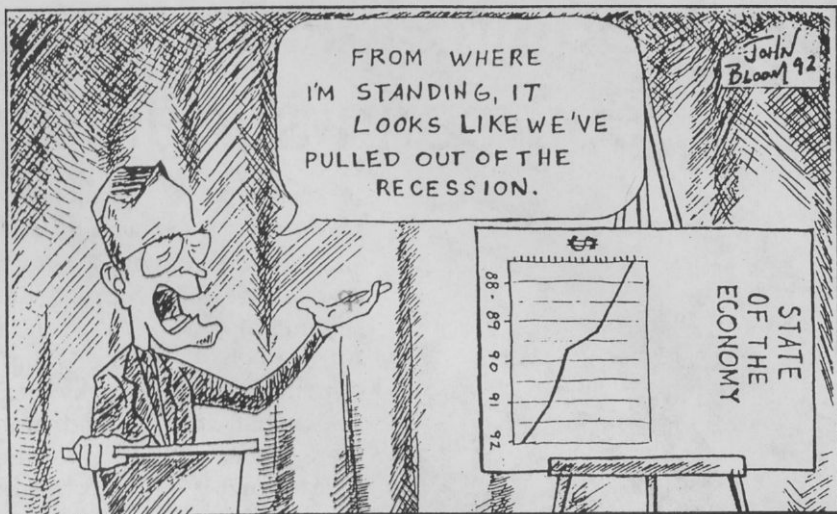 FROM WHERE
I'M STANDING, IT
LOOKS LIKE WE'VE
PULLED OUT OF THE
RECESSION.
JOHN
BLOOM 92
STATE
OF THE
ECONOMY
$
88
89
90
91
92